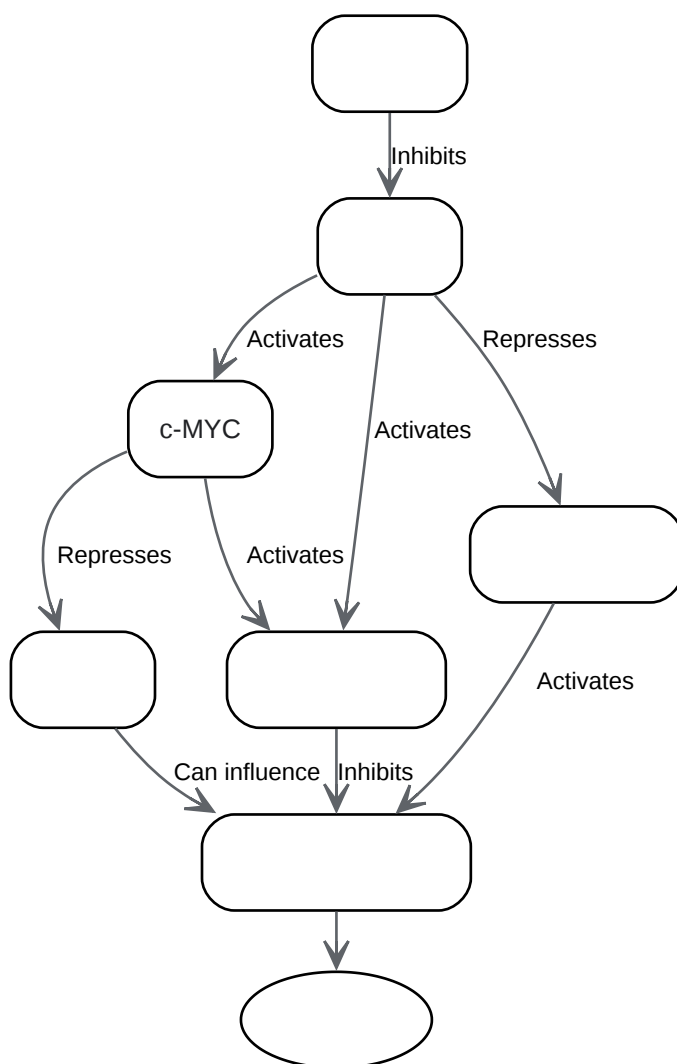 Inhibits
Activates
Represses
Activates
c-MYC
Represses
Activates
Activates
Can influence
Inhibits